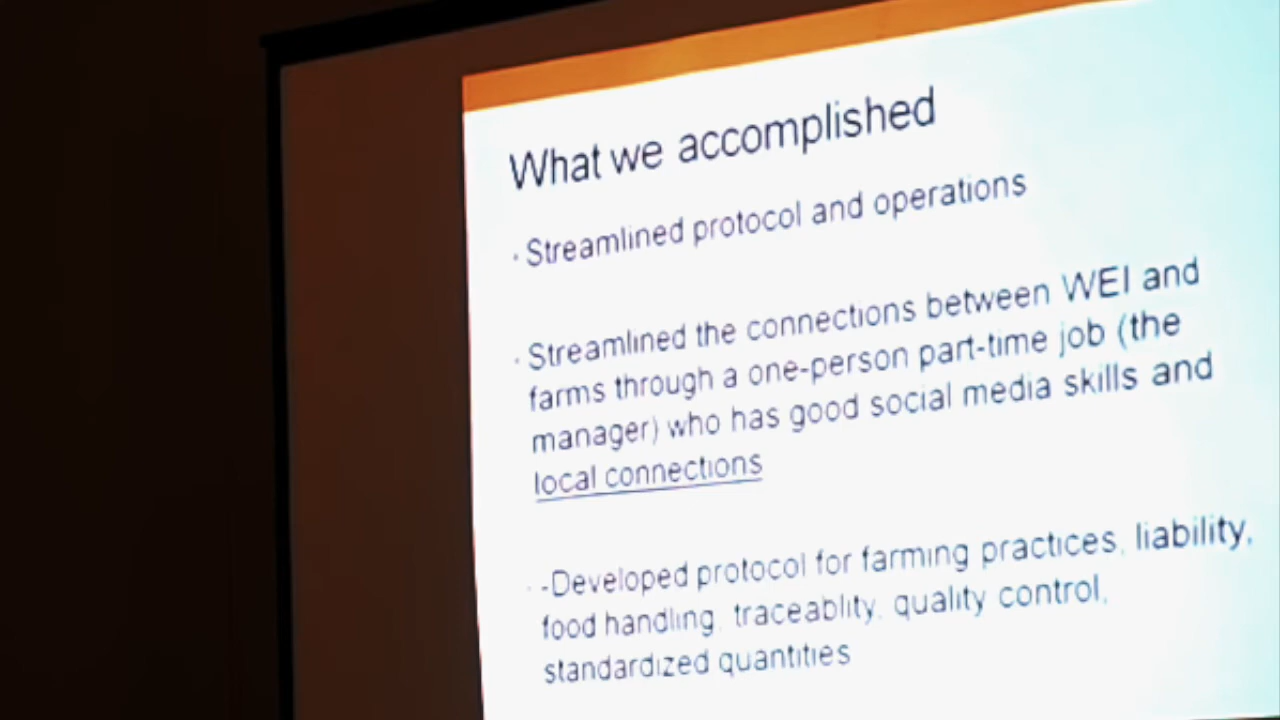 What we accomplished
· Streamlined protocol and operations
· Streamlined the connections between WEI and
farms through a one-person part-time job (the
manager) who has good social media skills and
local connections
· -Developed protocol for farming practices, liability,
food handling, traceablity, quality control,
standardized quantities